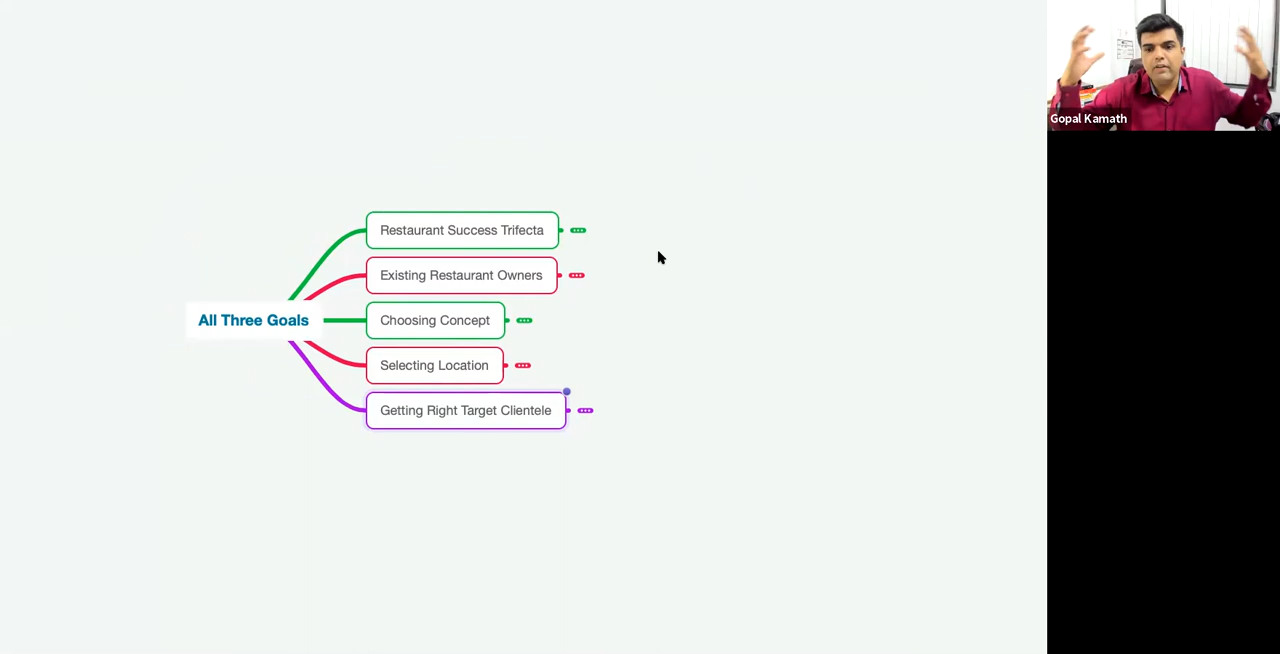 Gopal Kamath
Restaurant Success Trifecta
Existing Restaurant Owners
All Three Goals
Choosing Concept
Selecting Location
Getting Right Target Clientele